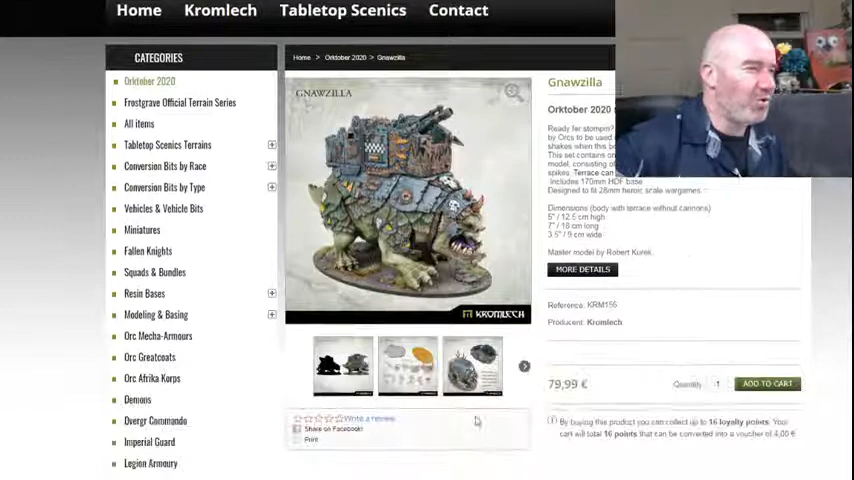 Home Kromlech Tabletop Scenics Contact
CATEGORIES
Orktober 2020
Frostgrave Official Terrain Series
All items
Tabletop Scenics Terrains
Conversion Bits by Race
Conversion Bits by Type
Vehicles & Vehicle Bits
Miniatures
Fallen Knights
Squads & Bundles
Resin Bases
Modeling & Basing
Orc Mecha-Armours
Orc Greatcoats
Orc Afrika Korps
Demons
Dvergr Commando
Imperial Guard
Legion Armoury
Home > Orktober 2020 > Gnawzilla
GNAWZILLA
KROMLECH
Write a review
Share on Facebook!
Print
Gnawzilla
Orktober 2020
Ready for stomp
by Orcs to be used
shakes when this
This set contains
model, consisting of
spikes. Terrace can
Includes 170mm HDF base
Designed to fit 28mm heroic scale wargames.
Dimensions (body with terrace without cannons)
5" / 12.5 cm high
7" / 18 cm long
3.5" / 9 cm wide
Master model by Robert Kurek.
MORE DETAILS
Reference: KRM156
Producent: Kromlech
79,99 €
Quantity 1 ADD TO CART
By buying this product you can collect up to 16 loyalty points. Your
cart will total 16 points that can be converted into a voucher of 4,00 €